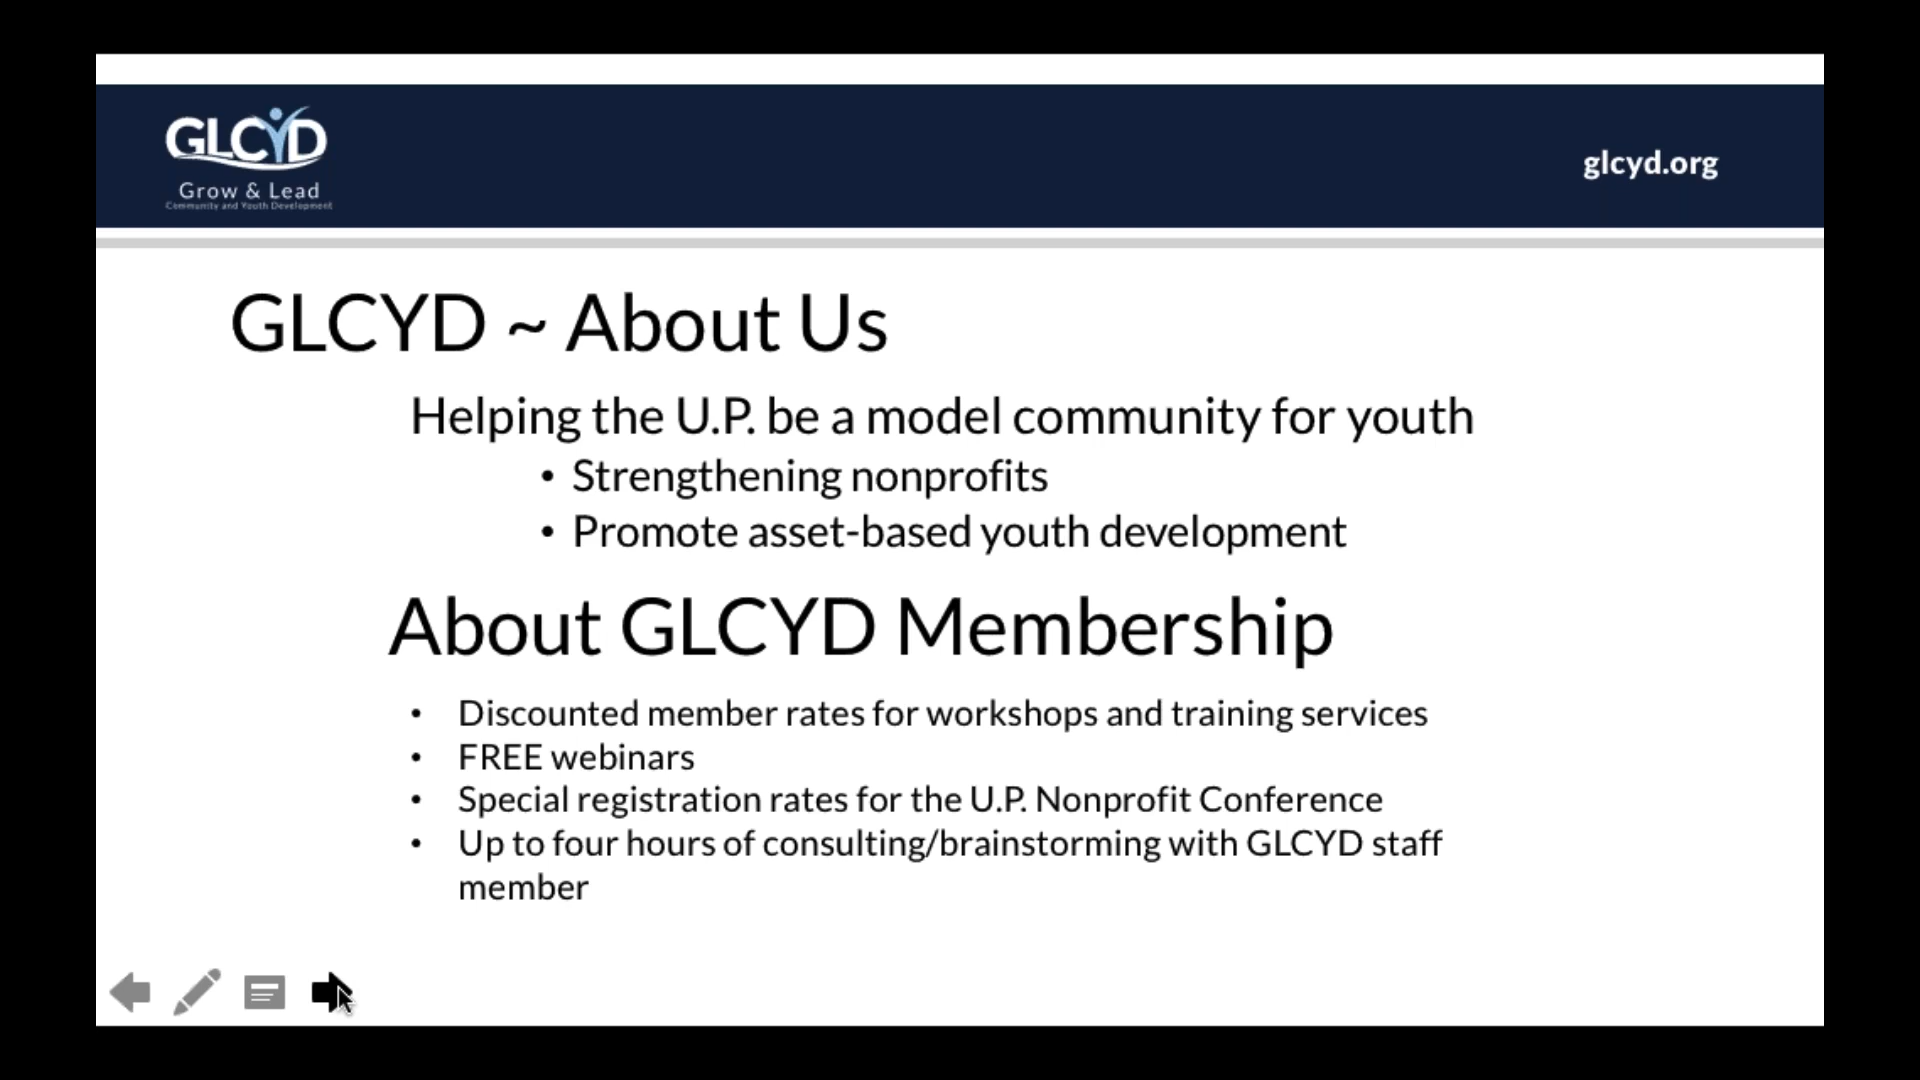 GLCYD
Grow & Lead
Community and Youth Development
glcyd.org
GLCYD ~ About Us
Helping the U.P. be a model community for youth
• Strengthening nonprofits
• Promote asset-based youth development
About GLCYD Membership
• Discounted member rates for workshops and training services
• FREE webinars
• Special registration rates for the U.P. Nonprofit Conference
• Up to four hours of consulting/brainstorming with GLCYD staff
member